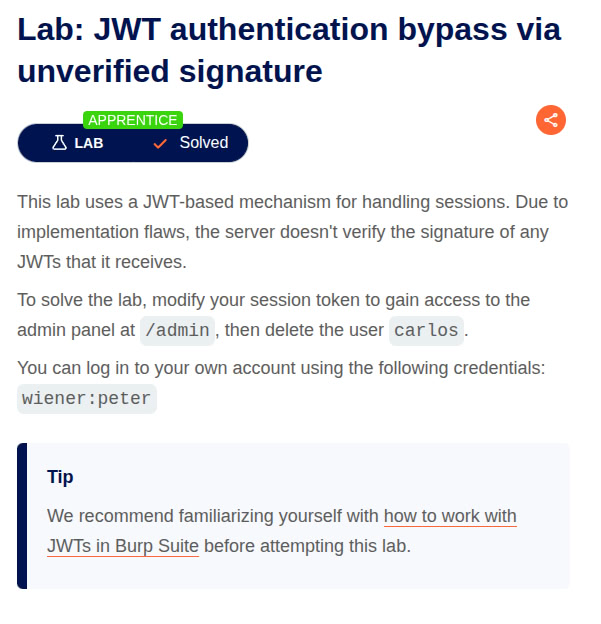 Lab: JWT authentication bypass via
unverified signature
APPRENTICE
LAB
Solved
This lab uses a JWT-based mechanism for handling sessions. Due to
implementation flaws, the server doesn't verify the signature of any
JWTs that it receives.
To solve the lab, modify your session token to gain access to the
admin panel at /admin, then delete the user carlos.
You can log in to your own account using the following credentials:
wiener:peter
Tip
We recommend familiarizing yourself with how to work with
JWTs in Burp Suite before attempting this lab.